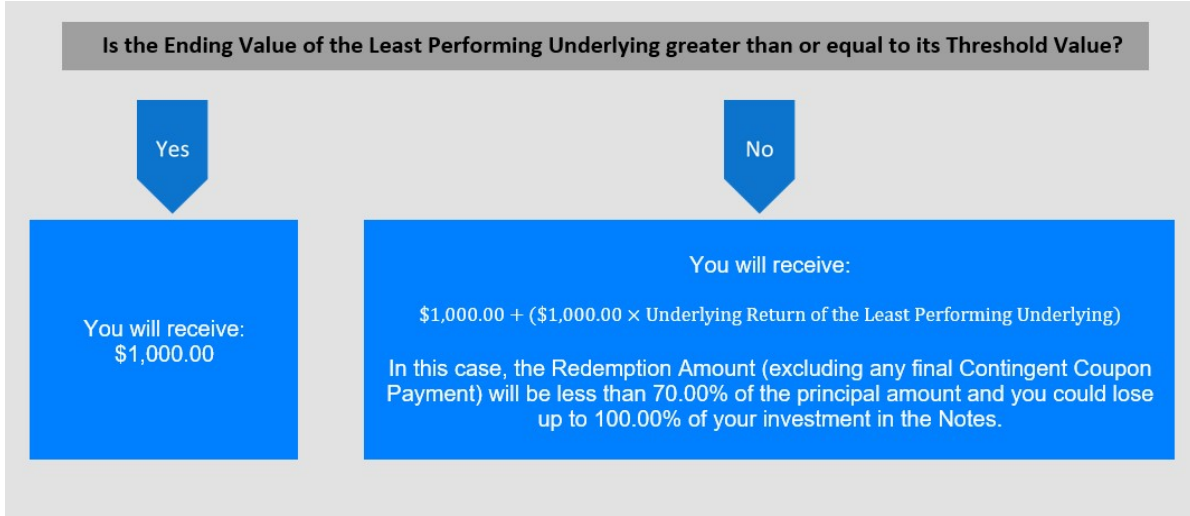 Is the Ending Value of the Least Performing Underlying greater than or equal to its Threshold Value?
Yes
No
You will receive:
$1,000.00
You will receive:
$1,000.00 + ($1,000.00 × Underlying Return of the Least Performing Underlying)
In this case, the Redemption Amount (excluding any final Contingent Coupon
Payment) will be less than 70.00% of the principal amount and you could lose
up to 100.00% of your investment in the Notes.